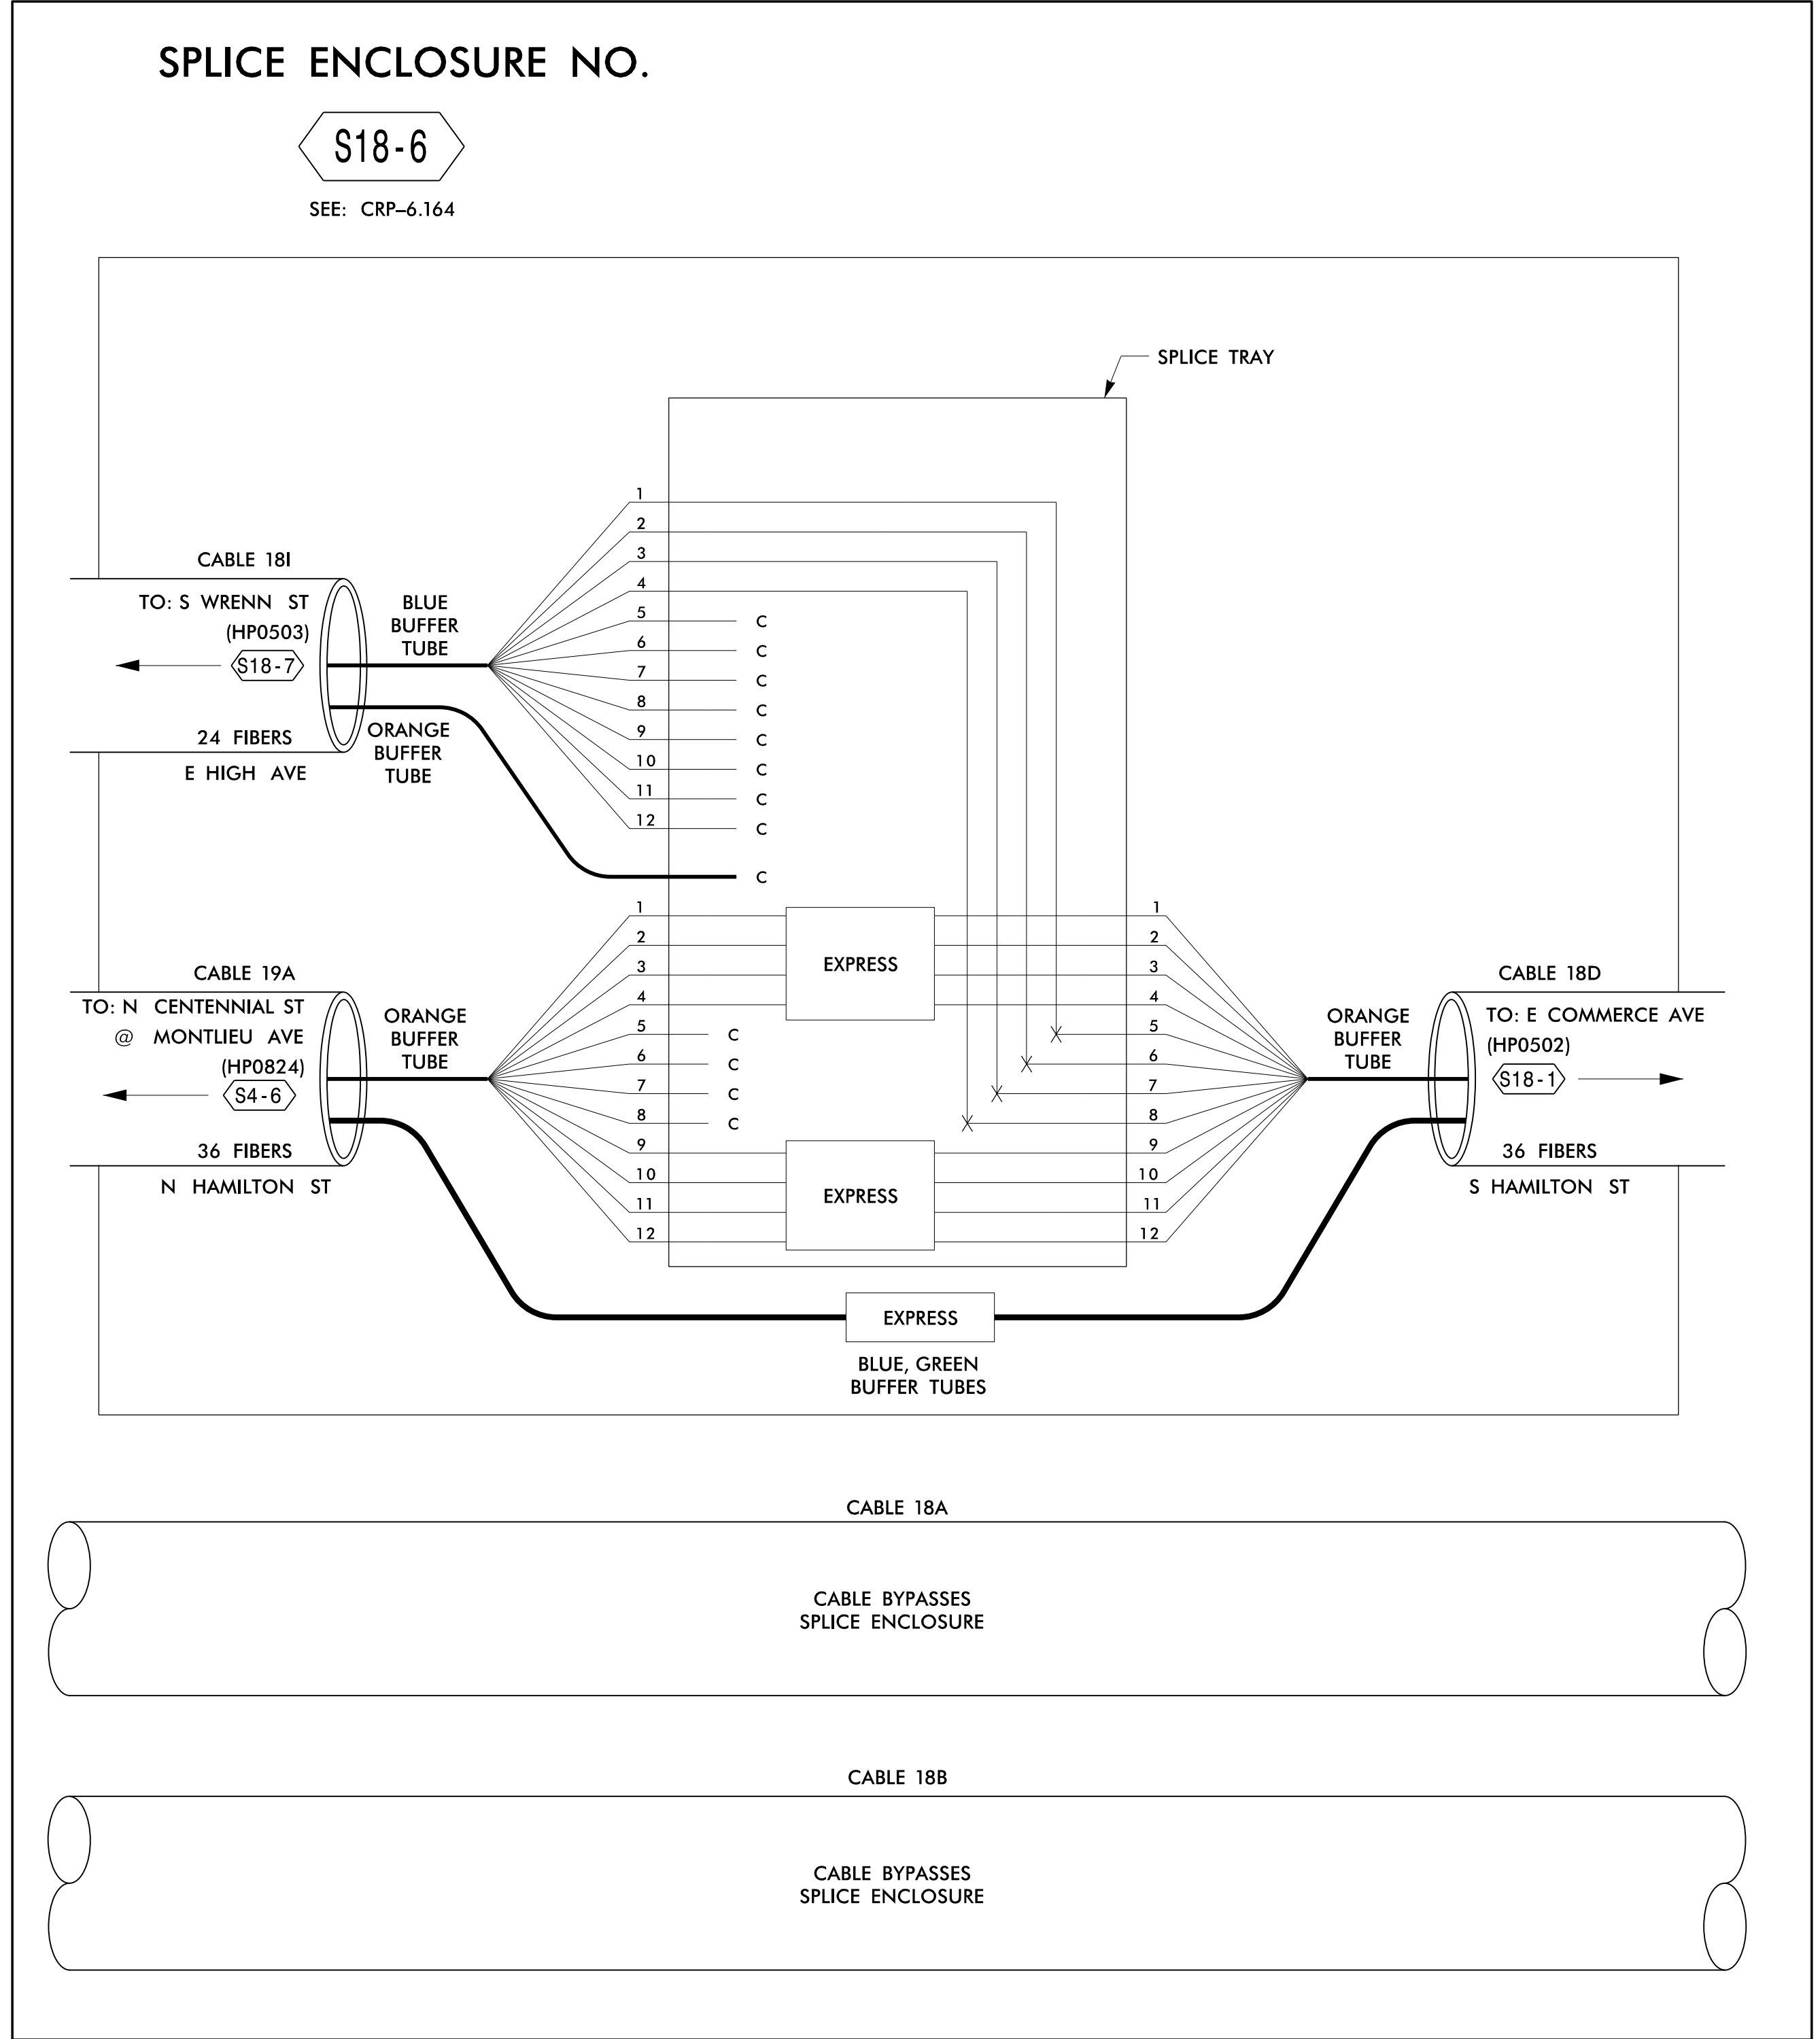 SPLICE ENCLOSURE NO.
S18-6
SEE: CRP-6.164
SPLICE TRAY
CABLE 18I
TO: S WRENN ST
(HP0503)
S18-7
24 FIBERS
E HIGH AVE
BLUE
BUFFER
TUBE
ORANGE
BUFFER
TUBE
1
2
3
4
5 C
6 C
7 C
8 C
9 C
10 C
11 C
12 C
C
CABLE 19A
TO: N CENTENNIAL ST
@ MONTLIEU AVE
(HP0824)
S4-6
36 FIBERS
N HAMILTON ST
ORANGE
BUFFER
TUBE
1
2
3
4
5 C
6 C
7 C
8 C
9
10
11
12
EXPRESS
EXPRESS
1
2
3
4
5
6
7
8
9
10
11
12
ORANGE
BUFFER
TUBE
CABLE 18D
TO: E COMMERCE AVE
(HP0502)
S18-1
36 FIBERS
S HAMILTON ST
EXPRESS
BLUE, GREEN
BUFFER TUBES
CABLE 18A
CABLE BYPASSES
SPLICE ENCLOSURE
CABLE 18B
CABLE BYPASSES
SPLICE ENCLOSURE